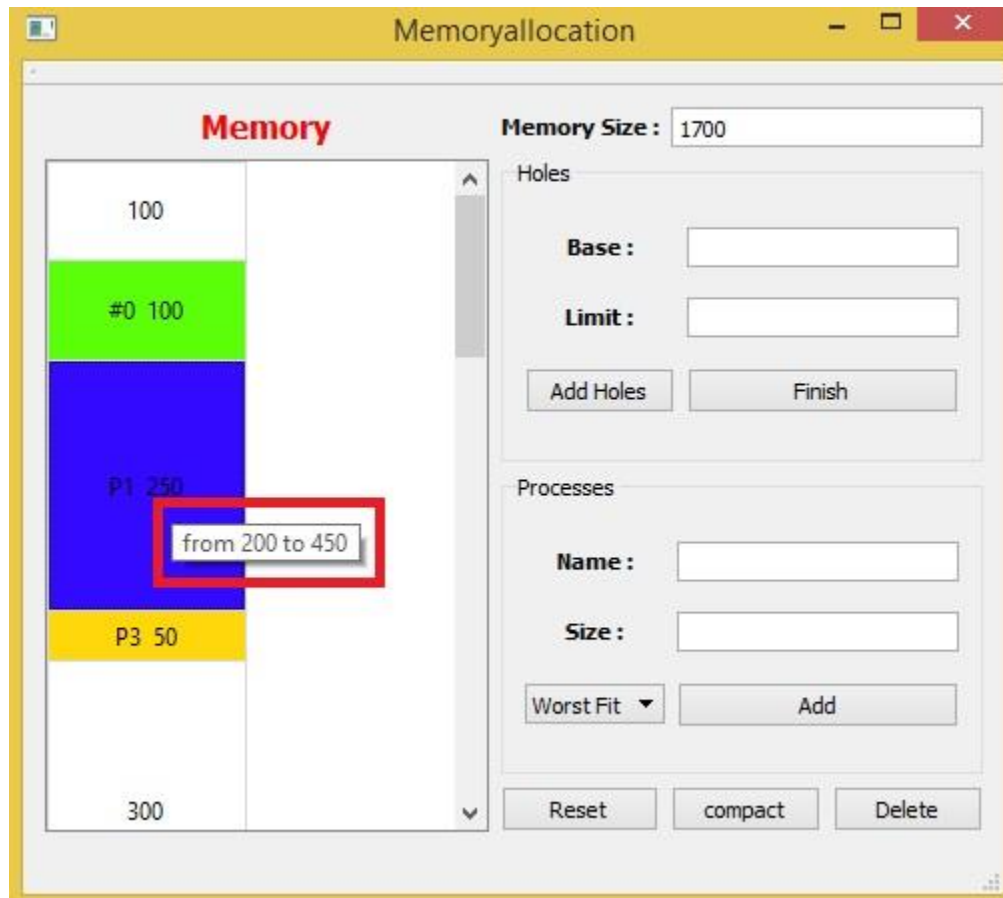 Memoryallocation
Memory
100
#0 100
P1 250
from 200 to 450
P3 50
300
Memory Size : 1700
Holes
Base :
Limit :
Add Holes Finish
Processes
Name :
Size :
Worst Fit Add
Reset compact Delete